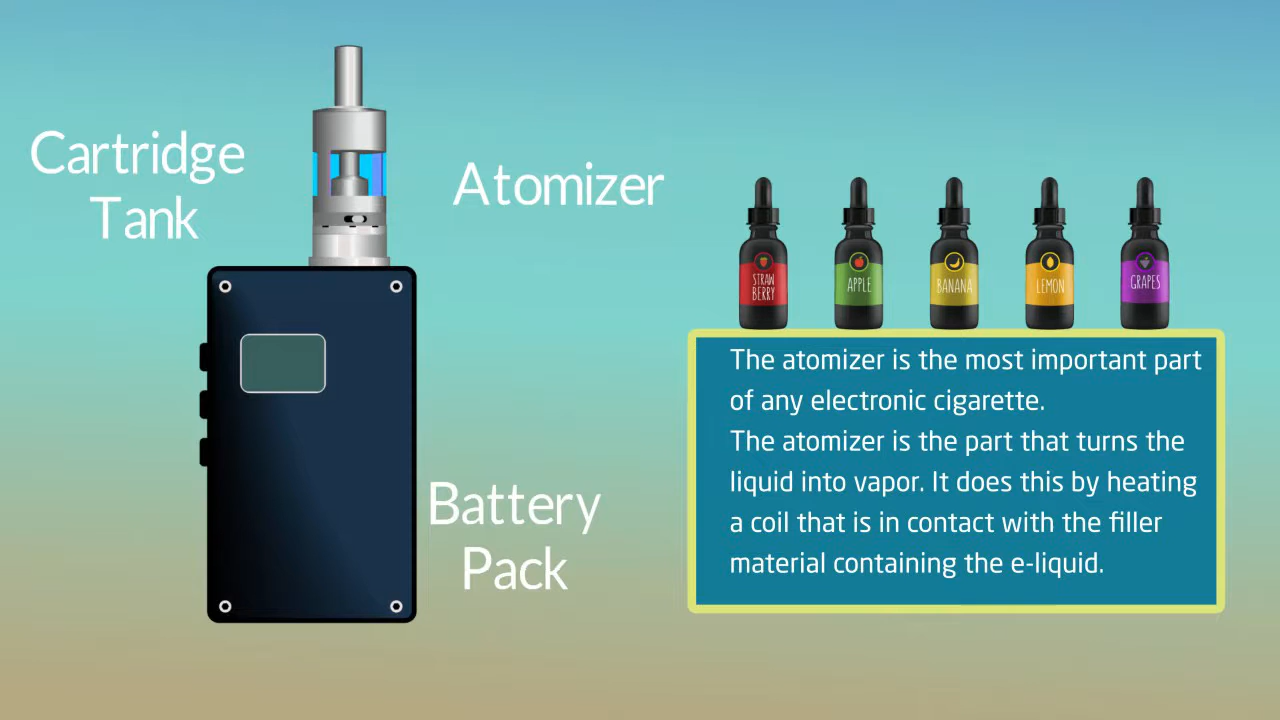 Cartridge
Tank
Atomizer
Battery
Pack
STRAW
BERRY
APPLE
BANANA
LEMON
GRAPES
The atomizer is the most important part
of any electronic cigarette.
The atomizer is the part that turns the
liquid into vapor. It does this by heating
a coil that is in contact with the filler
material containing the e-liquid.